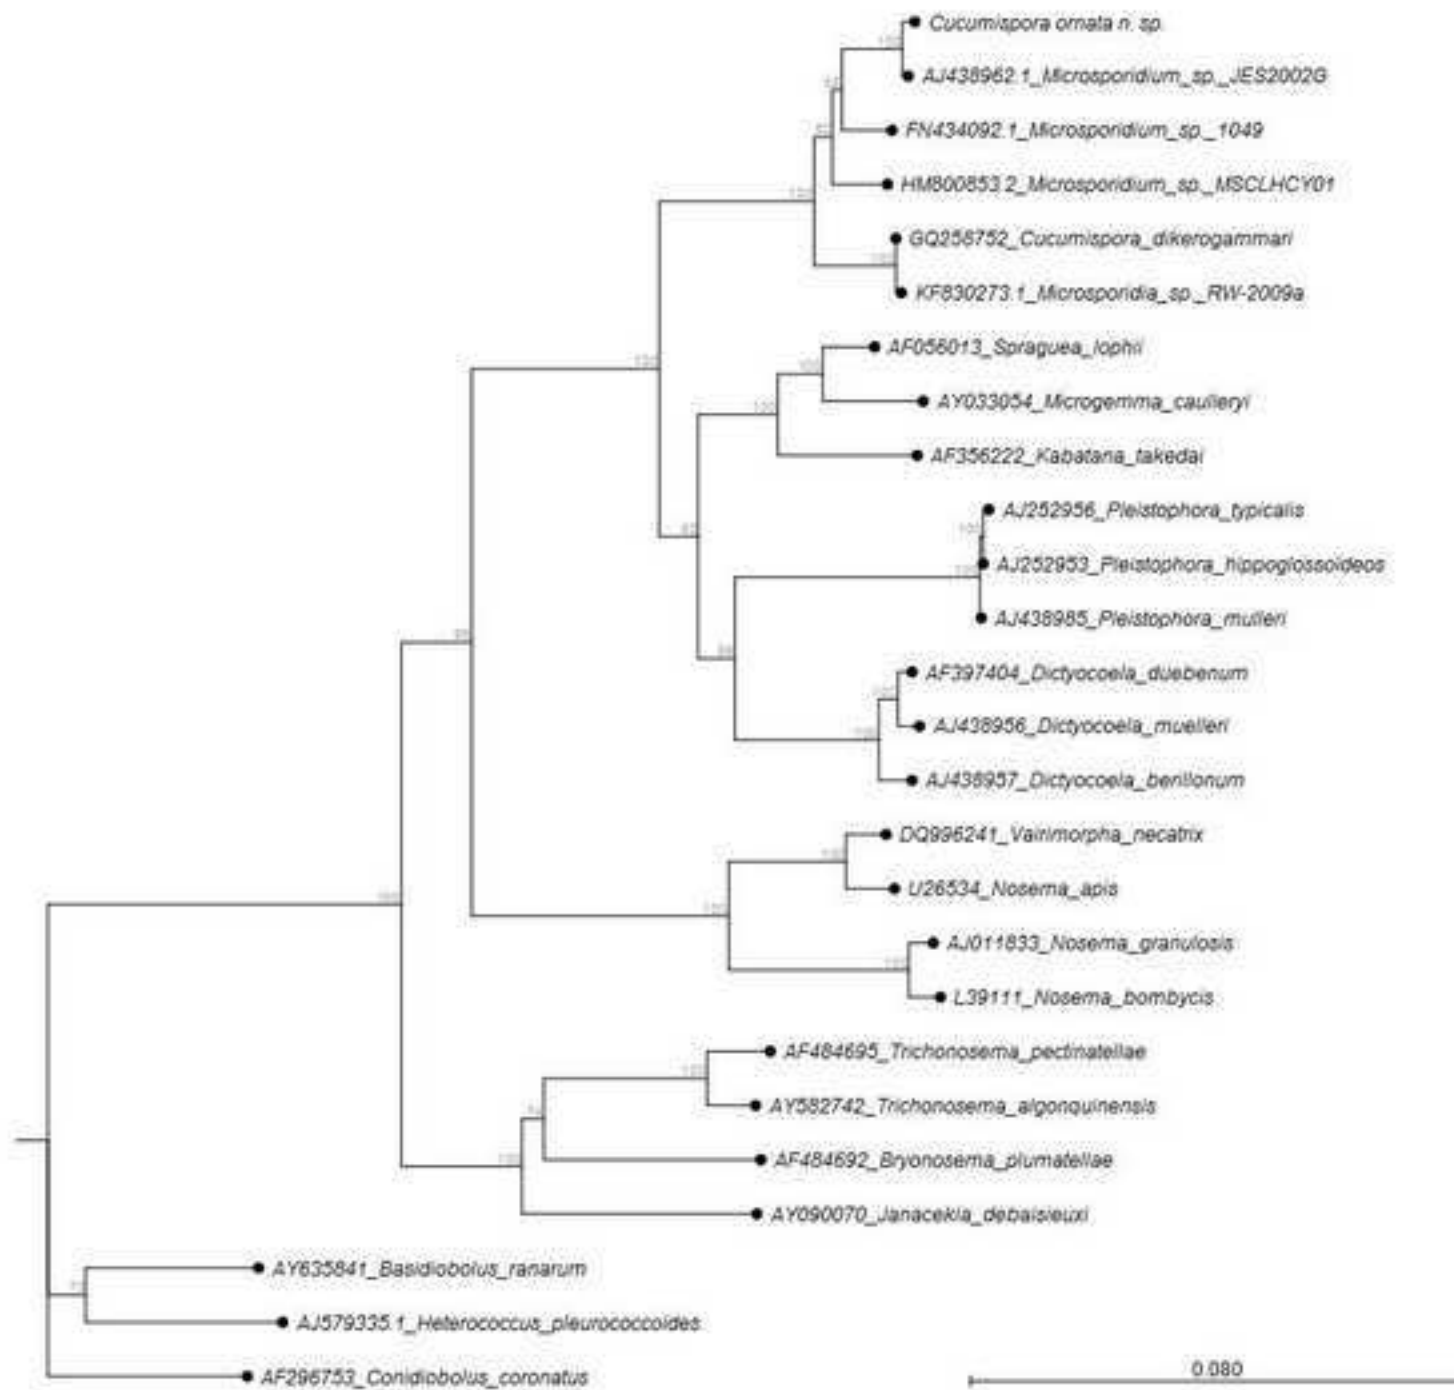 Cucumispora ornata n. sp.
AJ438962.1_Microsporidium_sp._JES2002G
FN434092.1_Microsporidium_sp._1049
HM800853.2_Microsporidium_sp._MSCLHCY01
GQ258752_Cucumispora_dikerogammari
KF830273.1_Microsporidia_sp._RW-2009a
AF056013_Spraguea_lophii
AY033054_Microgemma_caulleryi
AF356222_Kabatana_takedai
AJ252956_Pleistophora_typicalis
AJ252953_Pleistophora_hippoglossoideos
AJ438985_Pleistophora_mulleri
AF397404_Dictyocoela_duebenum
AJ438956_Dictyocoela_muelleri
AJ438957_Dictyocoela_berillonum
DQ996241_Vairimorpha_necatrix
U26534_Nosema_apis
AJ011833_Nosema_granulosis
L39111_Nosema_bombycis
AF484695_Trichonosema_pectinatellae
AY582742_Trichonosema_algonquinensis
AF484692_Bryonosema_plumatellae
AY090070_Janacekia_debaisieuxi
AY635841_Basidiobolus_ranarum
AJ579335.1_Heterococcus_pleurococcoides
AF296753_Conidiobolus_coronatus
0.080